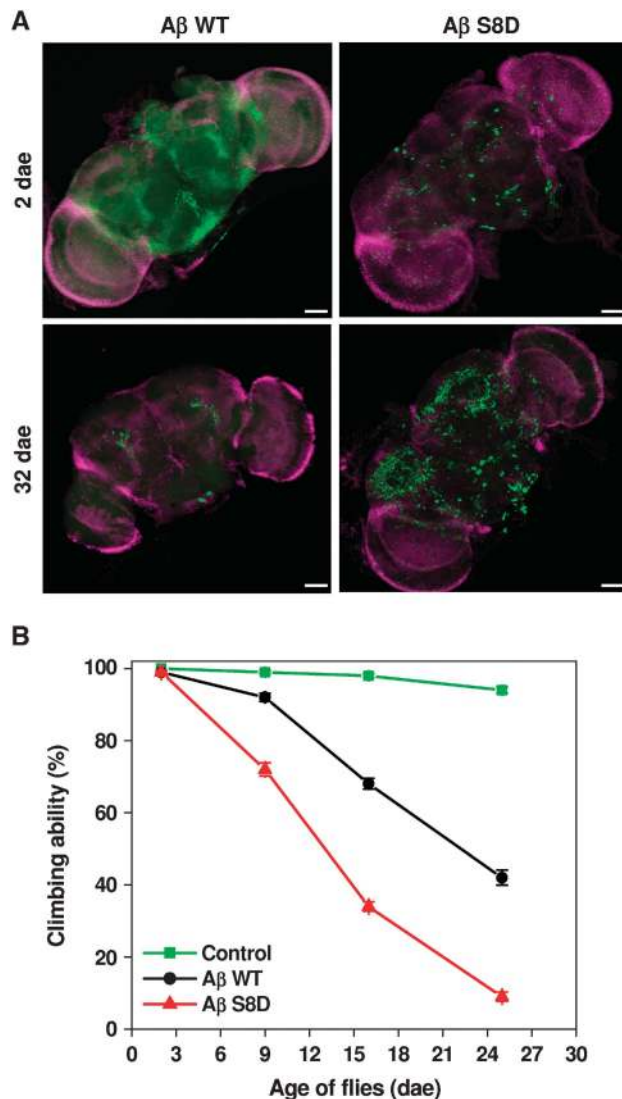 A
Aβ WT
Aβ S8D
2 dae
32 dae
B
100
80
60
40
20
0
Climbing ability (%)
Control
Aβ WT
Aβ S8D
0 3 6 9 12 15 18 21 24 27 30
Age of flies (dae)